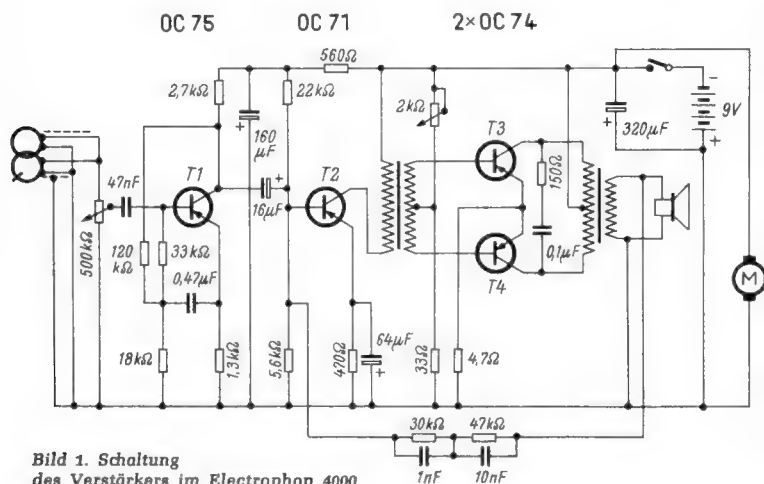 OC 75 OC 71 2× OC 74
560Ω
2,7kΩ 22kΩ 2kΩ
160 µF
320µF
9V
T3
150Ω
47nF T1 16µF T2
500kΩ
120 kΩ
33kΩ
0,47µF
0,1µF
T4
M
18kΩ 1,3kΩ 5,6kΩ 420Ω 64µF 33Ω 4,7Ω
30kΩ 47kΩ
1nF 10nF
Bild 1. Schaltung
des Verstärkers im Electrophon 4000